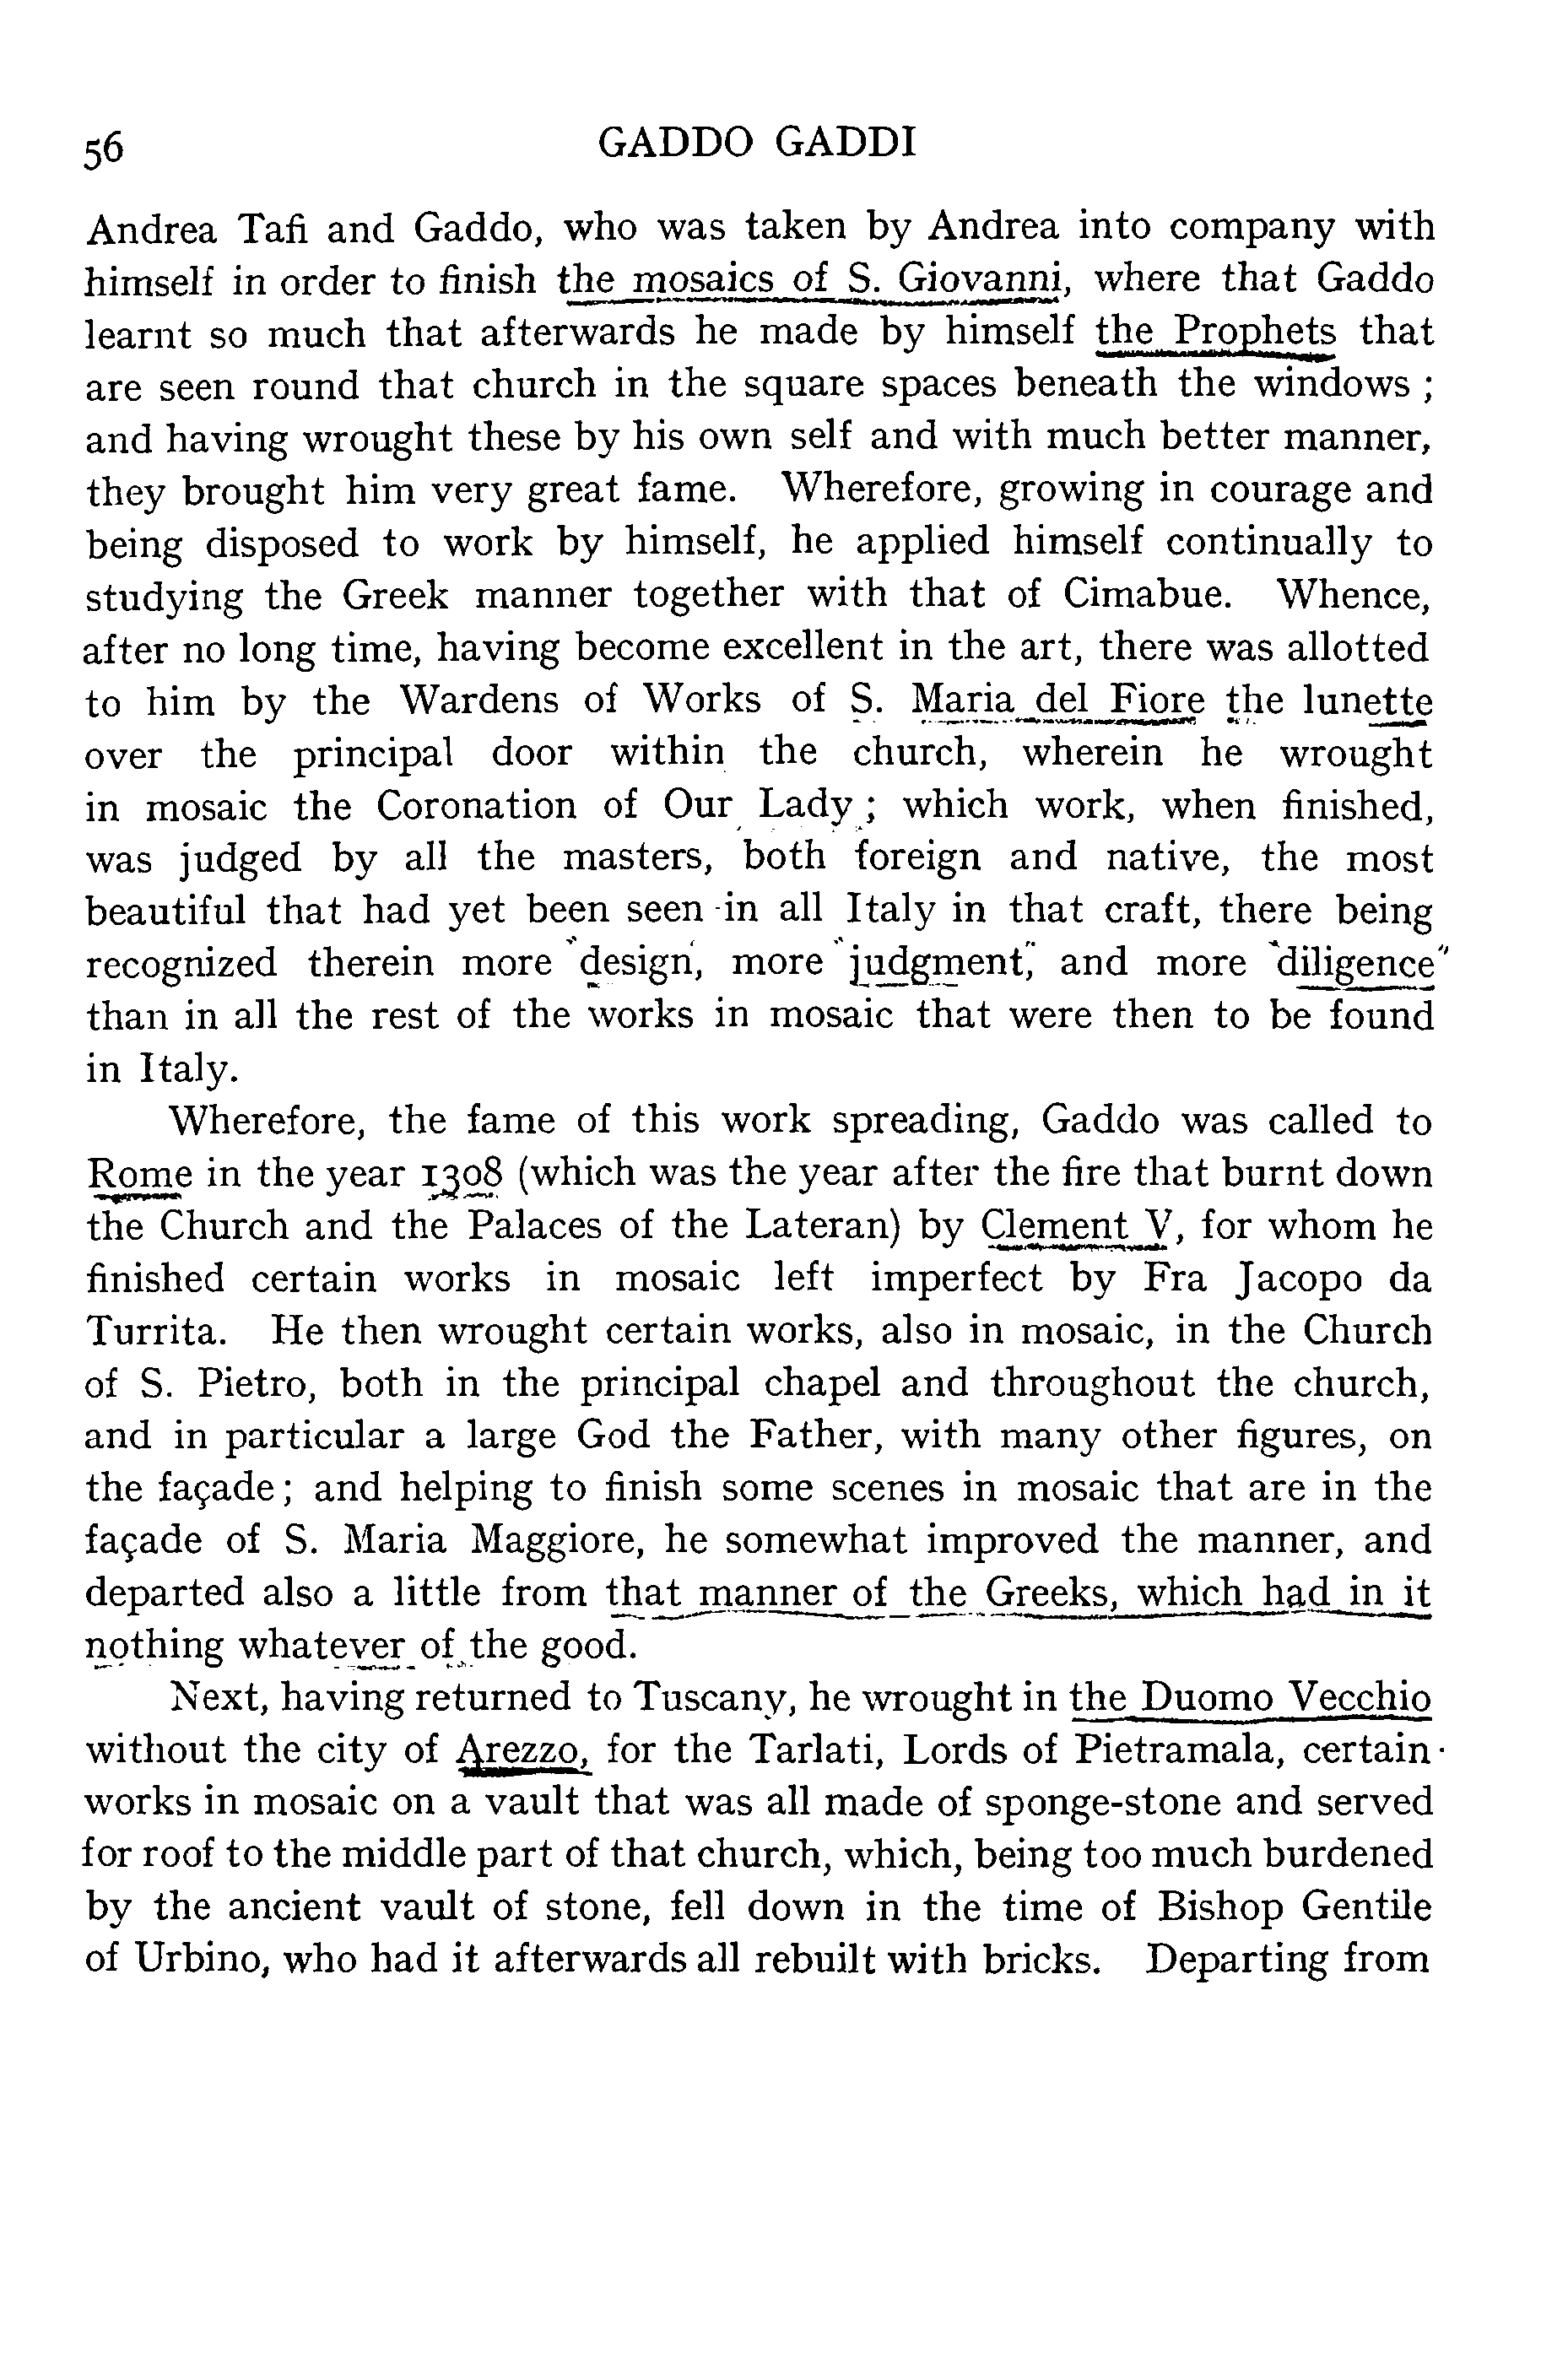 56 GADDO GADDI
Andrea Tafi and Gaddo, who was taken by Andrea into company with
himself in order to finish the mosaics of S. Giovanni, where that Gaddo
learnt so much that afterwards he made by himself the Prophets that
are seen round that church in the square spaces beneath the windows ;
and having wrought these by his own self and with much better manner,
they brought him very great fame. Wherefore, growing in courage and
being disposed to work by himself, he applied himself continually to
studying the Greek manner together with that of Cimabue. Whence,
after no long time, having become excellent in the art, there was allotted
to him by the Wardens of Works of S. Maria del Fiore the lunette
over the principal door within the church, wherein he wrought
in mosaic the Coronation of Our Lady ; which work, when finished,
was judged by all the masters, both foreign and native, the most
beautiful that had yet been seen in all Italy in that craft, there being
recognized therein more "design," more "judgment," and more "diligence"
than in all the rest of the works in mosaic that were then to be found
in Italy.
Wherefore, the fame of this work spreading, Gaddo was called to
Rome in the year 1308 (which was the year after the fire that burnt down
the Church and the Palaces of the Lateran) by Clement V, for whom he
finished certain works in mosaic left imperfect by Fra Jacopo da
Turrita. He then wrought certain works, also in mosaic, in the Church
of S. Pietro, both in the principal chapel and throughout the church,
and in particular a large God the Father, with many other figures, on
the façade ; and helping to finish some scenes in mosaic that are in the
façade of S. Maria Maggiore, he somewhat improved the manner, and
departed also a little from that manner of the Greeks, which had in it
nothing whatever of the good.
Next, having returned to Tuscany, he wrought in the Duomo Vecchio
without the city of Arezzo, for the Tarlati, Lords of Pietramala, certain
works in mosaic on a vault that was all made of sponge-stone and served
for roof to the middle part of that church, which, being too much burdened
by the ancient vault of stone, fell down in the time of Bishop Gentile
of Urbino, who had it afterwards all rebuilt with bricks. Departing from